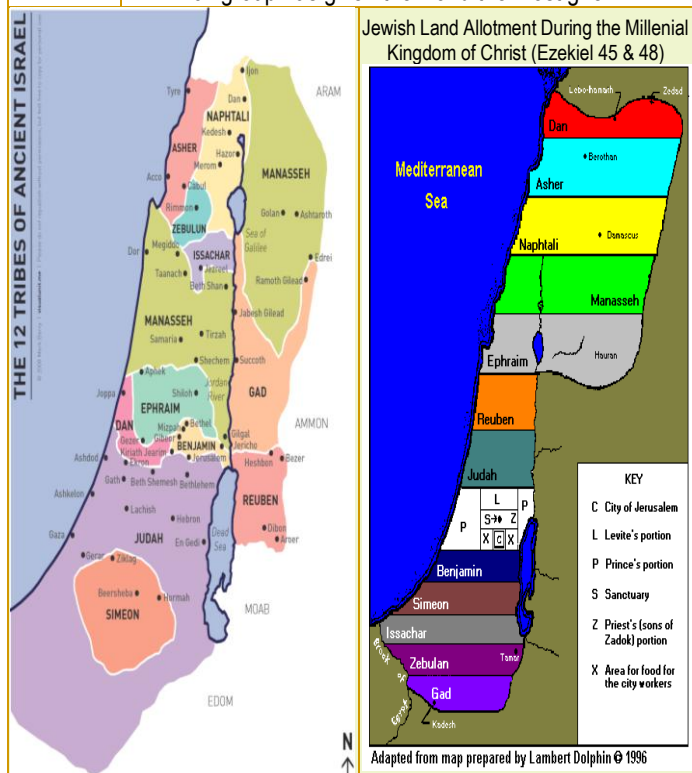 THE 12 TRIBES OF ANCIENT ISRAEL
Ijon
Tyre
Dan
ARAM
NAPHTALI
Kedesh
ASHER
Hazor
Merom
MANASSEH
Acco
Cabul
Rimmon
Golan
Ashtaroth
ZEBULUN
Sea of
Galilee
Megiddo
Dor
ISSACHAR
Edrei
Jezreel
Taanach
Ramoth Gilead
Beth Shan
MANASSEH
Jabesh Gilead
Samaria
Tirzah
Shechem
Succoth
Aphek
Jordan
River
Shiloh
GAD
Joppa
EPHRAIM
DAN
AMMON
Bethel
Mizpah
Gilgal
Gezer
Gibeon
BENJAMIN
Jericho
Kiriath Jearim
Jerusalem
Ashdod
Ekron
Heshbon
Bezer
Gath
Beth Shemesh
Bethlehem
Ashkelon
REUBEN
Lachish
Hebron
Dibon
Gaza
JUDAH
En Gedi
Dead
Sea
Aroer
Gerar
Ziklag
Beersheba
Hormah
MOAB
SIMEON
EDOM
N
Jewish Land Allotment During the Millenial
Kingdom of Christ (Ezekiel 45 & 48)
Lebo-hamath
Zedad
Dan
Mediterranean
Sea
Berothan
Asher
Damascus
Naphtali
Manasseh
Ephraim
Hauran
Reuben
Judah
L
P
S
Z
P
X
C
X
Benjamin
Simeon
Issachar
Zebulan
Tamar
Brook of
Egypt
Gad
Kadesh
KEY
C City of Jerusalem
L Levite's portion
P Prince's portion
S Sanctuary
Z Priest's (sons of
Zadok) portion
X Area for food for
the city workers
Adapted from map prepared by Lambert Dolphin © 1996